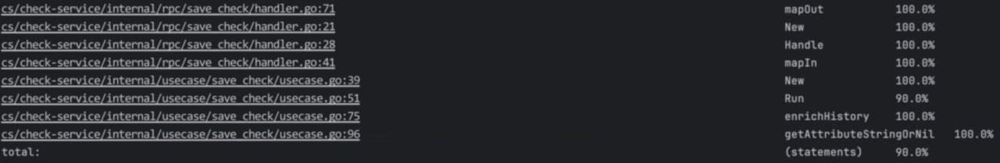 cs/check-service/internal/rpc/save_check/handler.go:71 mapOut 100.0%
cs/check-service/internal/rpc/save_check/handler.go:21 New 100.0%
cs/check-service/internal/rpc/save_check/handler.go:28 Handle 100.0%
cs/check-service/internal/rpc/save_check/handler.go:41 mapIn 100.0%
cs/check-service/internal/usecase/save_check/usecase.go:39 New 100.0%
cs/check-service/internal/usecase/save_check/usecase.go:51 Run 90.0%
cs/check-service/internal/usecase/save_check/usecase.go:75 enrichHistory 100.0%
cs/check-service/internal/usecase/save_check/usecase.go:96 getAttributeStringOrNil 100.0%
total: (statements) 90.0%